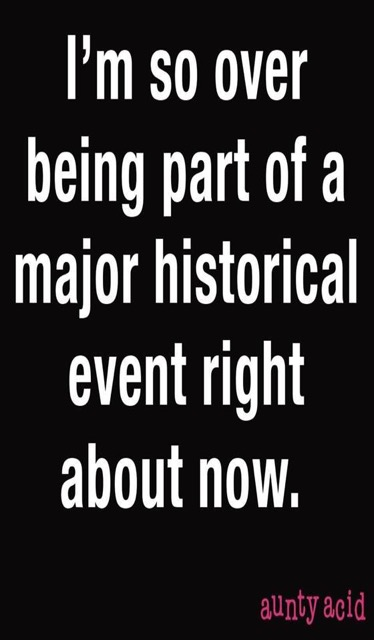 I’m so over
being part of a
major historical
event right
about now.
aunty acid